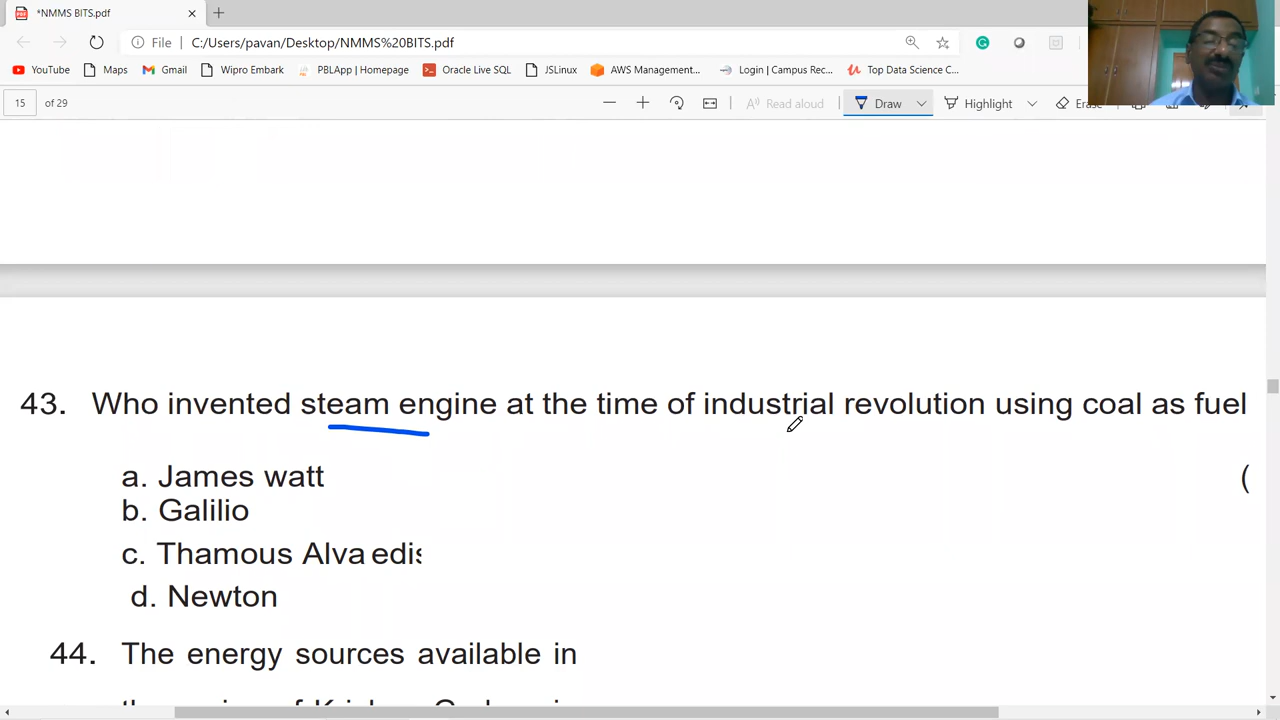 *NMMS BITS.pdf
File C:/Users/pavan/Desktop/NMMS%20BITS.pdf
YouTube Maps Gmail Wipro Embark PBLApp | Homepage Oracle Live SQL JSLinux AWS Management... Login | Campus Rec... Top Data Science C...
15 of 29 Read aloud Draw Highlight
43. Who invented steam engine at the time of industrial revolution using coal as fuel
a. James watt (
b. Galilio
c. Thamous Alva edis
d. Newton
44. The energy sources available in